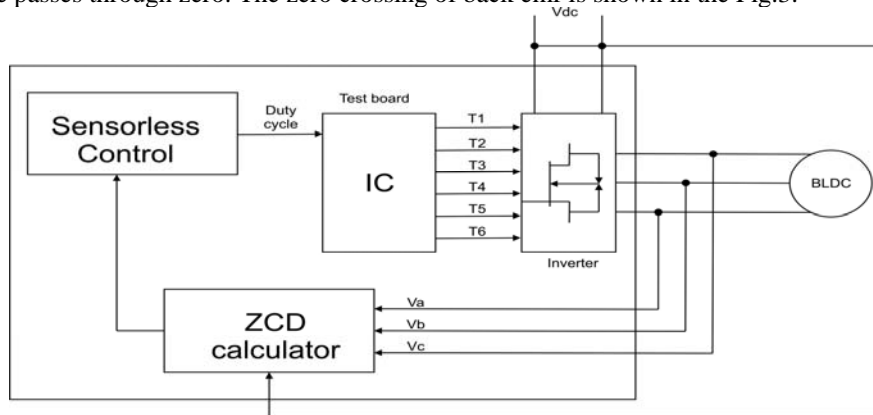 e passes through zero. The zero crossing of back emf is shown in the Fig.3.
Vdc
Test board
Sensorless
Control
Duty
cycle
IC
T1
T2
T3
T4
T5
T6
Inverter
BLDC
ZCD
calculator
Va
Vb
Vc